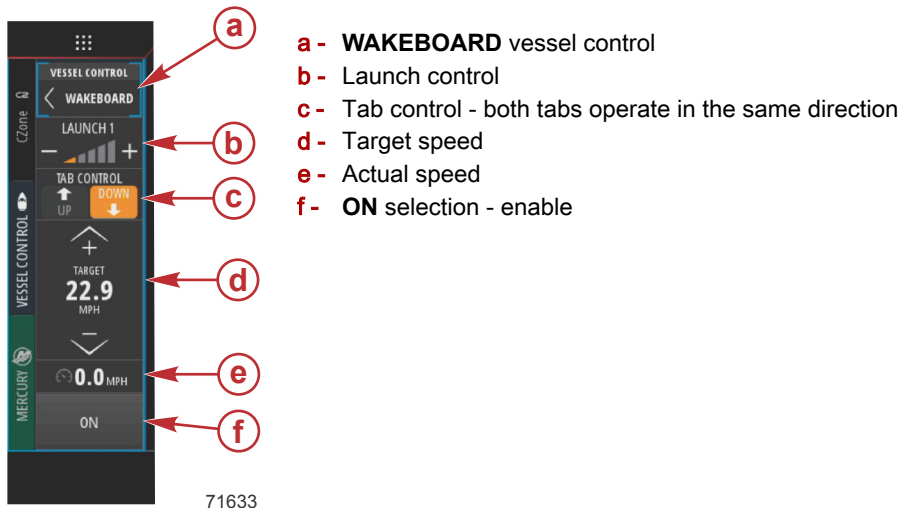 VESSEL CONTROL
WAKEBOARD
LAUNCH 1
TAB CONTROL
UP
DOWN
TARGET
22.9
MPH
0.0 MPH
ON
CZone
VESSEL CONTROL
MERCURY
a
b
c
d
e
f
a - WAKEBOARD vessel control
b - Launch control
c - Tab control - both tabs operate in the same direction
d - Target speed
e - Actual speed
f - ON selection - enable
71633